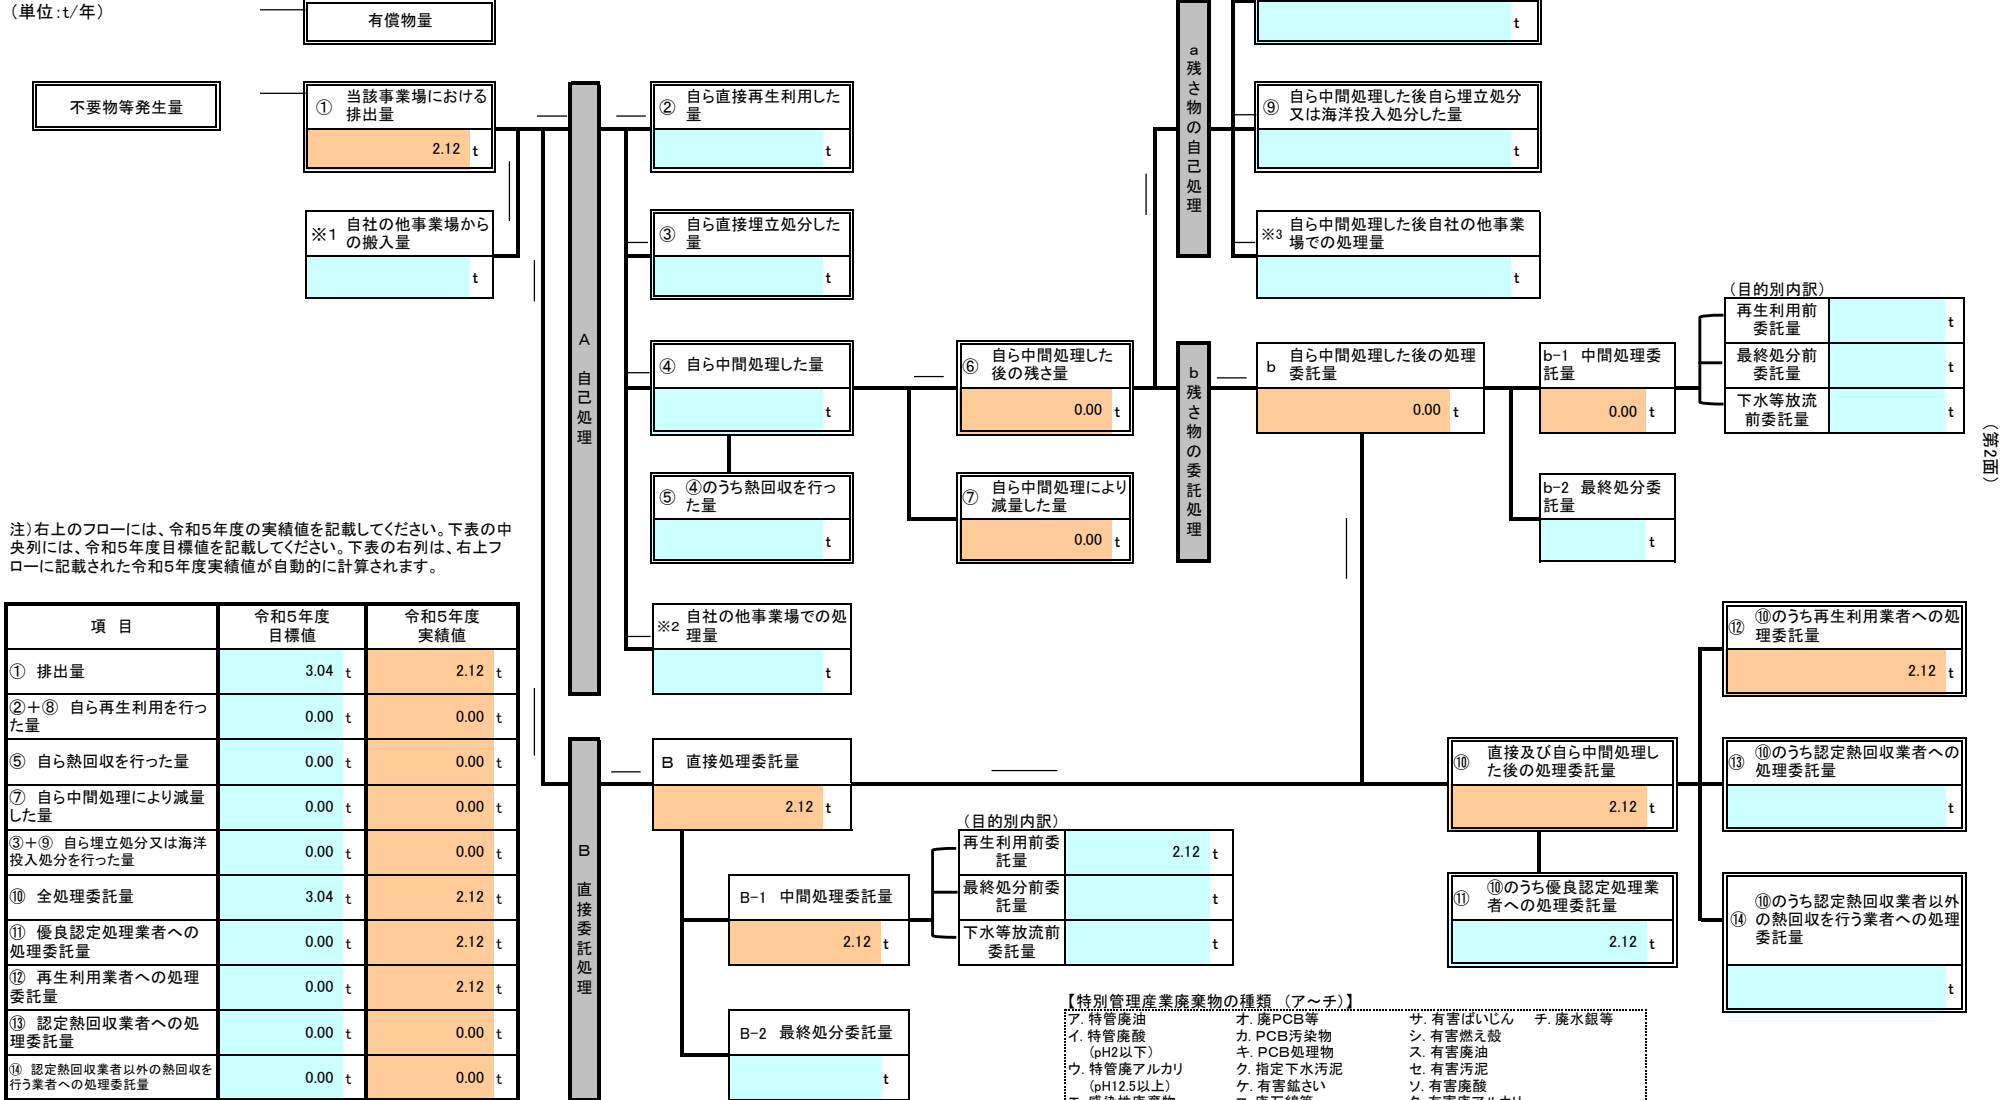 （単位：t/年）
有償物量
t
不要物等発生量
①
当該事業場における
排出量
2.12 t
※1
自社の他事業場から
の搬入量
t
A 自己処理
②
自ら直接再生利用した
量
t
③
自ら直接埋立処分した
量
t
④ 自ら中間処理した量
t
⑤
④のうち熱回収を行っ
た量
t
※2
自社の他事業場での処
理量
t
⑥
自ら中間処理した
後の残さ量
0.00 t
⑦
自ら中間処理により
減量した量
0.00 t
a残さ物の自己処理
⑨
自ら中間処理した後自ら埋立処分
又は海洋投入処分した量
t
※3
自ら中間処理した後自社の他事業
場での処理量
t
b残さ物の委託処理
b
自ら中間処理した後の処理
委託量
0.00 t
b-1 中間処理委
託量
0.00 t
b-2 最終処分委
託量
t
（目的別内訳）
再生利用前
委託量
t
最終処分前
委託量
t
下水等放流
前委託量
t
（第2面）
注）右上のフローには、令和5年度の実績値を記載してください。下表の中
央列には、令和5年度目標値を記載してください。下表の右列は、右上フ
ローに記載された令和5年度実績値が自動的に計算されます。
項 目
令和5年度
目標値
令和5年度
実績値
① 排出量 3.04 t 2.12 t
②＋⑧ 自ら再生利用を行っ
た量 0.00 t 0.00 t
⑤ 自ら熱回収を行った量 0.00 t 0.00 t
⑦ 自ら中間処理により減量
した量 0.00 t 0.00 t
③＋⑨ 自ら埋立処分又は海洋
投入処分を行った量 0.00 t 0.00 t
⑩ 全処理委託量 3.04 t 2.12 t
⑪ 優良認定処理業者への
処理委託量 0.00 t 2.12 t
⑫ 再生利用業者への処理
委託量 0.00 t 2.12 t
⑬ 認定熱回収業者への処
理委託量 0.00 t 0.00 t
⑭ 認定熱回収業者以外の熱回収を
行う業者への処理委託量 0.00 t 0.00 t
B 直接委託処理
B 直接処理委託量
2.12 t
B-1 中間処理委託量
2.12 t
B-2 最終処分委託量
t
（目的別内訳）
再生利用前委
託量
2.12 t
最終処分前委
託量
t
下水等放流前
委託量
t
⑩
直接及び自ら中間処理し
た後の処理委託量
2.12 t
⑪
⑩のうち優良認定処理業
者への処理委託量
2.12 t
⑫
⑩のうち再生利用業者への処
理委託量
2.12 t
⑬
⑩のうち認定熱回収業者への
処理委託量
t
⑭
⑩のうち認定熱回収業者以外
の熱回収を行う業者への処理
委託量
t
【特別管理産業廃棄物の種類 （ア～チ）】
ア. 特管廃油 オ. 廃PCB等 サ. 有害ばいじん チ. 廃水銀等
イ. 特管廃酸 カ. PCB汚染物 シ. 有害燃え殻
（pH2以下） キ. PCB処理物 ス. 有害廃油
ウ. 特管廃アルカリ ク. 指定下水汚泥 セ. 有害汚泥
（pH12.5以上） ケ. 有害鉱さい ソ. 有害廃酸
エ. 感染性廃棄物 コ. 廃石綿等 タ. 有害廃アルカリ